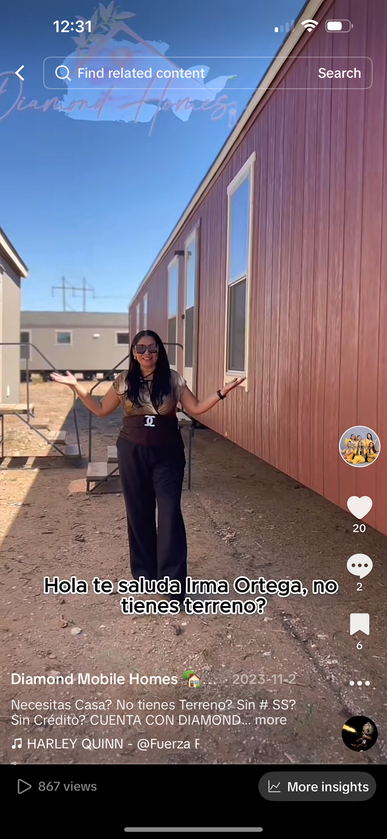 12:31
Find related content
Search
Diamond Homes
20
2
6
Hola te saluda Irma Ortega, no
tienes terreno?
Diamond Mobile Homes 🏡... · 2023-11-2
Necesitas Casa? No tienes Terreno? Sin # SS?
Sin Crédito? CUENTA CON DIAMOND... more
HARLEY QUINN - @Fuerza R
867 views
More insights